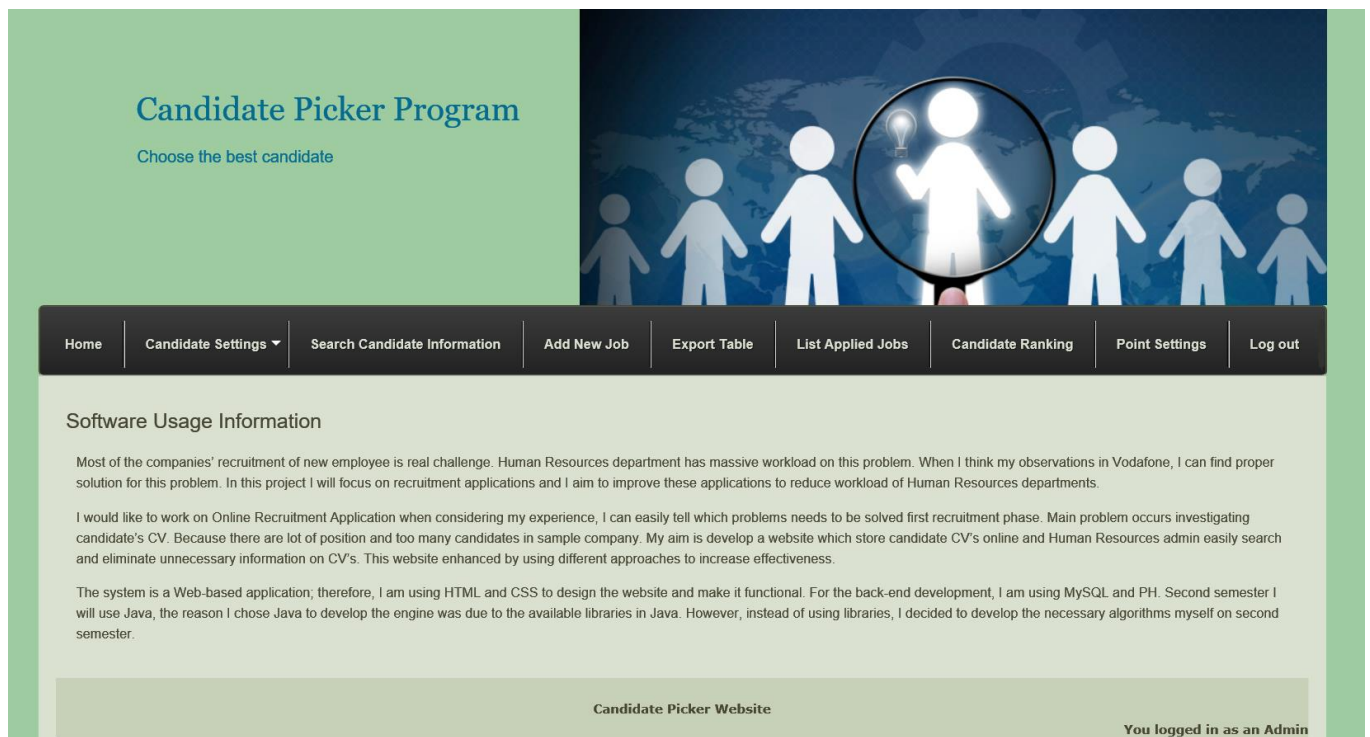 Candidate Picker Program
Choose the best candidate
Home
Candidate Settings
Search Candidate Information
Add New Job
Export Table
List Applied Jobs
Candidate Ranking
Point Settings
Log out
Software Usage Information
Most of the companies' recruitment of new employee is real challenge. Human Resources department has massive workload on this problem. When I think my observations in Vodafone, I can find proper
solution for this problem. In this project I will focus on recruitment applications and I aim to improve these applications to reduce workload of Human Resources departments.
I would like to work on Online Recruitment Application when considering my experience, I can easily tell which problems needs to be solved first recruitment phase. Main problem occurs investigating
candidate's CV. Because there are lot of position and too many candidates in sample company. My aim is develop a website which store candidate CV's online and Human Resources admin easily search
and eliminate unnecessary information on CV's. This website enhanced by using different approaches to increase effectiveness.
The system is a Web-based application; therefore, I am using HTML and CSS to design the website and make it functional. For the back-end development, I am using MySQL and PH. Second semester I
will use Java, the reason I chose Java to develop the engine was due to the available libraries in Java. However, instead of using libraries, I decided to develop the necessary algorithms myself on second
semester.
Candidate Picker Website
You logged in as an Admin